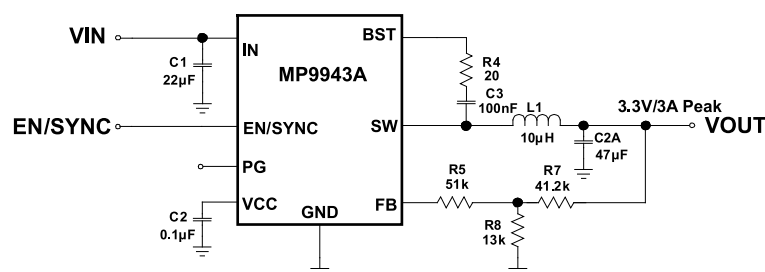 VIN
C1
22µF
IN
BST
MP9943A
R4
20
C3
100nF
L1
10µH
3.3V/3A Peak
VOUT
EN/SYNC
EN/SYNC
SW
C2A
47µF
PG
R5
51k
R7
41.2k
VCC
FB
C2
0.1µF
GND
R8
13k